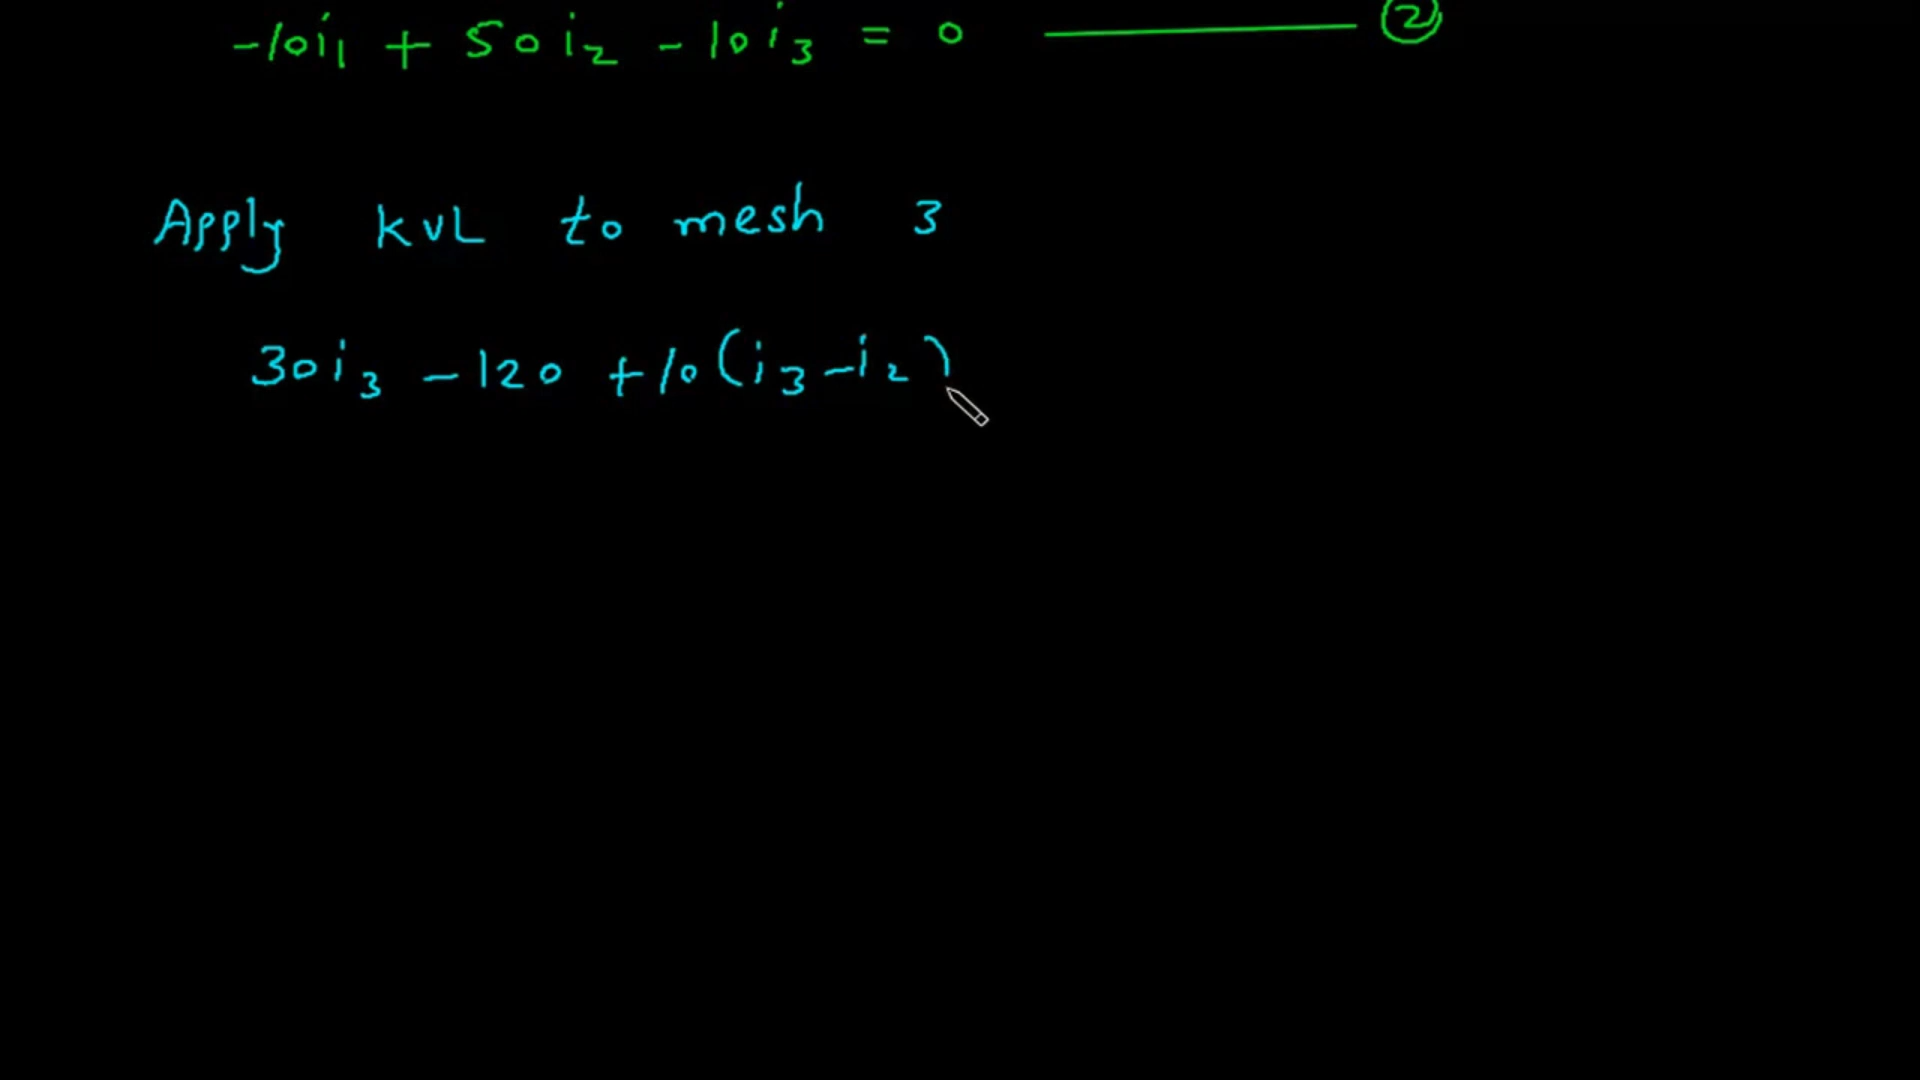 -10i₁ + 50i₂ - 10i₃ = 0 ——— ②
Apply KVL to mesh 3
30i₃ - 120 + 10(i₃ - i₂)